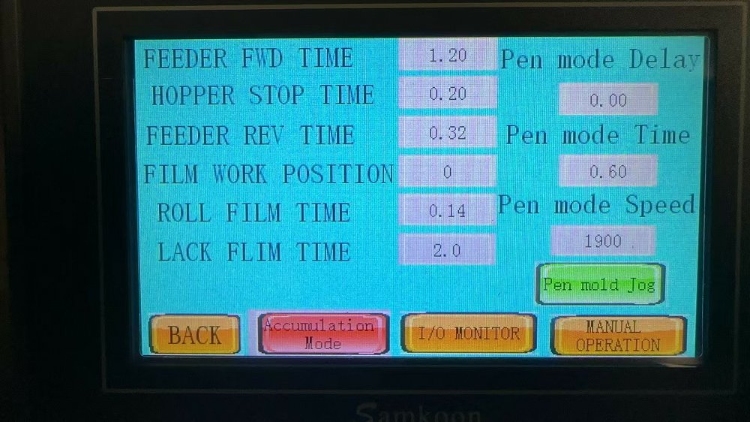 FEEDER FWD TIME 1.20 Pen mode Delay
HOPPER STOP TIME 0.20 0.00
FEEDER REV TIME 0.32 Pen mode Time
FILM WORK POSITION 0 0.60
ROLL FILM TIME 0.14 Pen mode Speed
LACK FLIM TIME 2.0 1900
Pen mold Jog
BACK Accumulation Mode I/O MONITOR MANUAL OPERATION
Samkoon